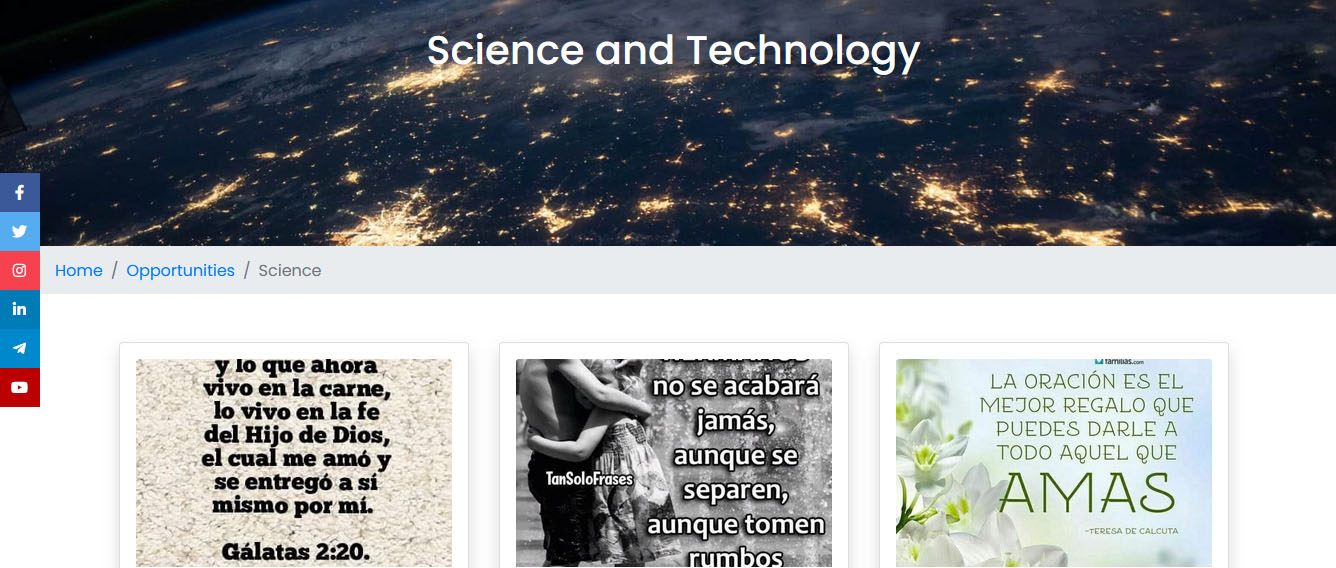 Science and Technology
Home / Opportunities / Science
y lo que ahora
vivo en la carne,
lo vivo en la fe
del Hijo de Dios,
el cual me amó y
se entregó a sí
mismo por mí.
Gálatas 2:20.
no se acabará
jamás,
aunque se
separen,
aunque tomen
rumbos
TanSoloFrases
familias.com
LA ORACIÓN ES EL
MEJOR REGALO QUE
PUEDES DARLE A
TODO AQUEL QUE
AMAS
-TERESA DE CALCUTA